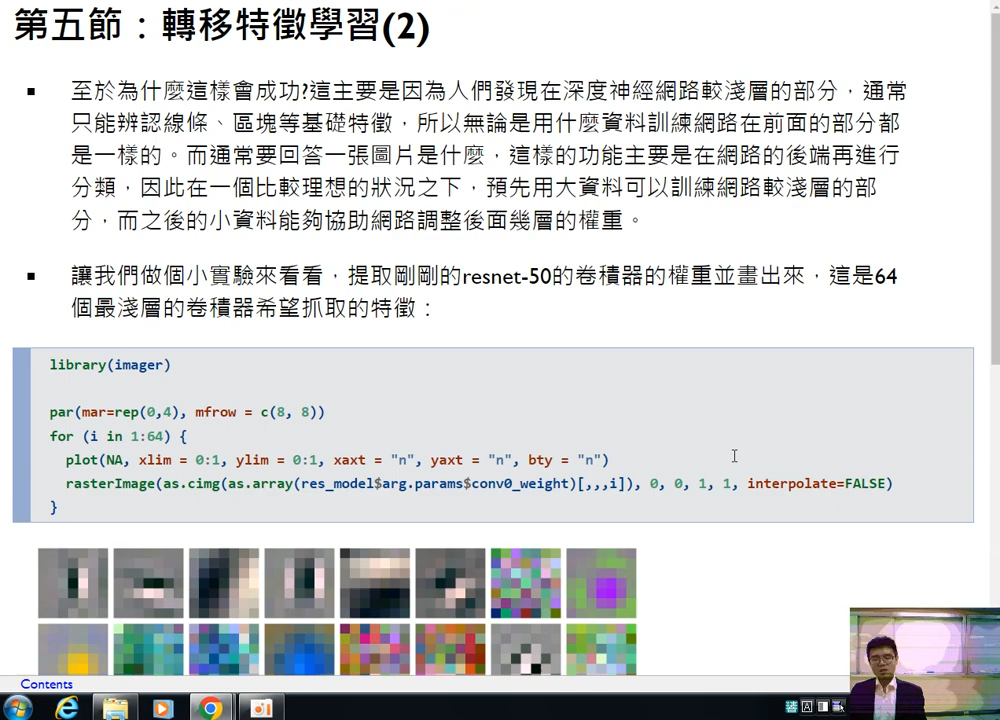 第五節：轉移特徵學習(2)
▪ 至於為什麼這樣會成功?這主要是因為人們發現在深度神經網路較淺層的部分，通常
只能辨認線條、區塊等基礎特徵，所以無論是用什麼資料訓練網路在前面的部分都
是一樣的。而通常要回答一張圖片是什麼，這樣的功能主要是在網路的後端再進行
分類，因此在一個比較理想的狀況之下，預先用大資料可以訓練網路較淺層的部
分，而之後的小資料能夠協助網路調整後面幾層的權重。
▪ 讓我們做個小實驗來看看，提取剛剛的resnet-50的卷積器的權重並畫出來，這是64
個最淺層的卷積器希望抓取的特徵：
library(imager)
par(mar=rep(0,4), mfrow = c(8, 8))
for (i in 1:64) {
  plot(NA, xlim = 0:1, ylim = 0:1, xaxt = "n", yaxt = "n", bty = "n")
  rasterImage(as.cimg(as.array(res_model$arg.params$conv0_weight)[,,,i]), 0, 0, 1, 1, interpolate=FALSE)
}
Contents